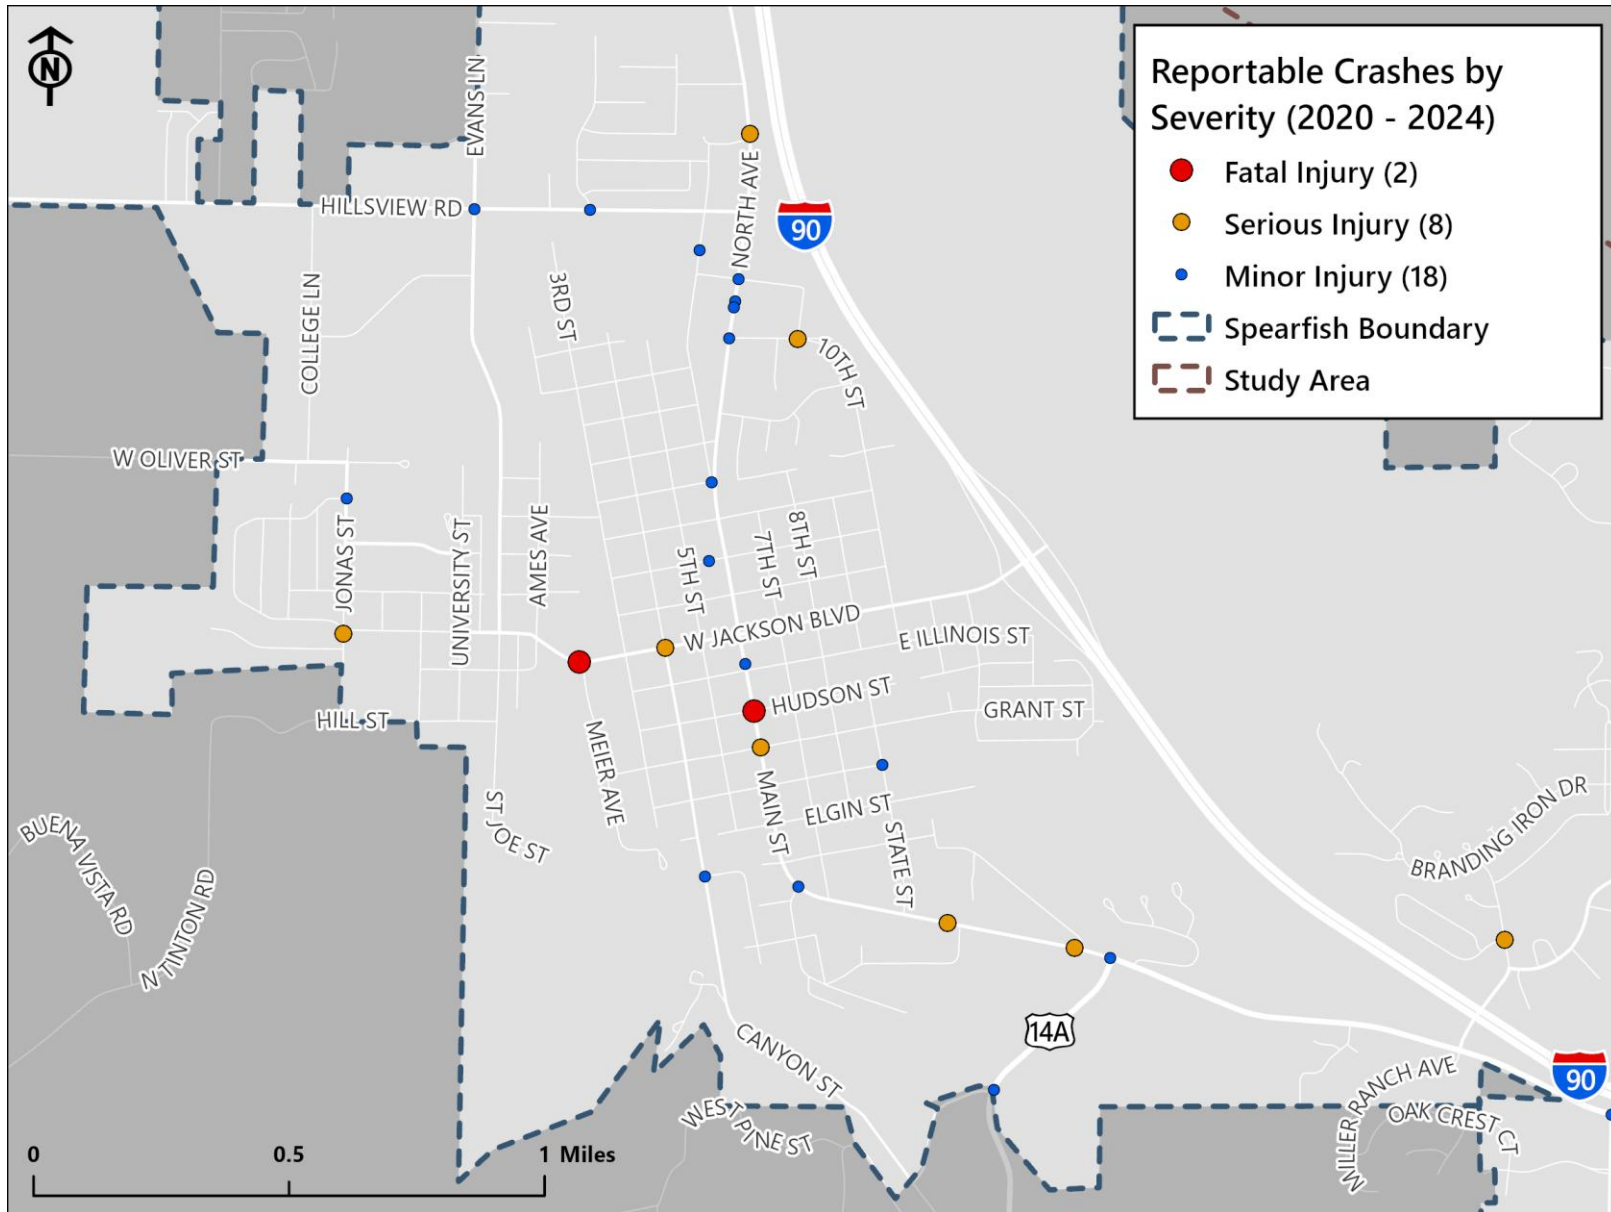 N
Reportable Crashes by
Severity (2020 - 2024)
Fatal Injury (2)
Serious Injury (8)
Minor Injury (18)
Spearfish Boundary
Study Area
EVANS LN
HILLSVIEW RD
NORTH AVE
90
COLLEGE LN
3RD ST
10TH ST
W OLIVER ST
JONAS ST
UNIVERSITY ST
AMES AVE
5TH ST
7TH ST
8TH ST
W JACKSON BLVD
E ILLINOIS ST
HUDSON ST
GRANT ST
HILL ST
MEIER AVE
MAIN ST
ELGIN ST
STATE ST
ST JOE ST
BUENA VISTA RD
N TINTON RD
BRANDING IRON DR
14A
CANYON ST
WEST PINE ST
MILLER RANCH AVE
OAK CREST CT
90
0 0.5 1 Miles